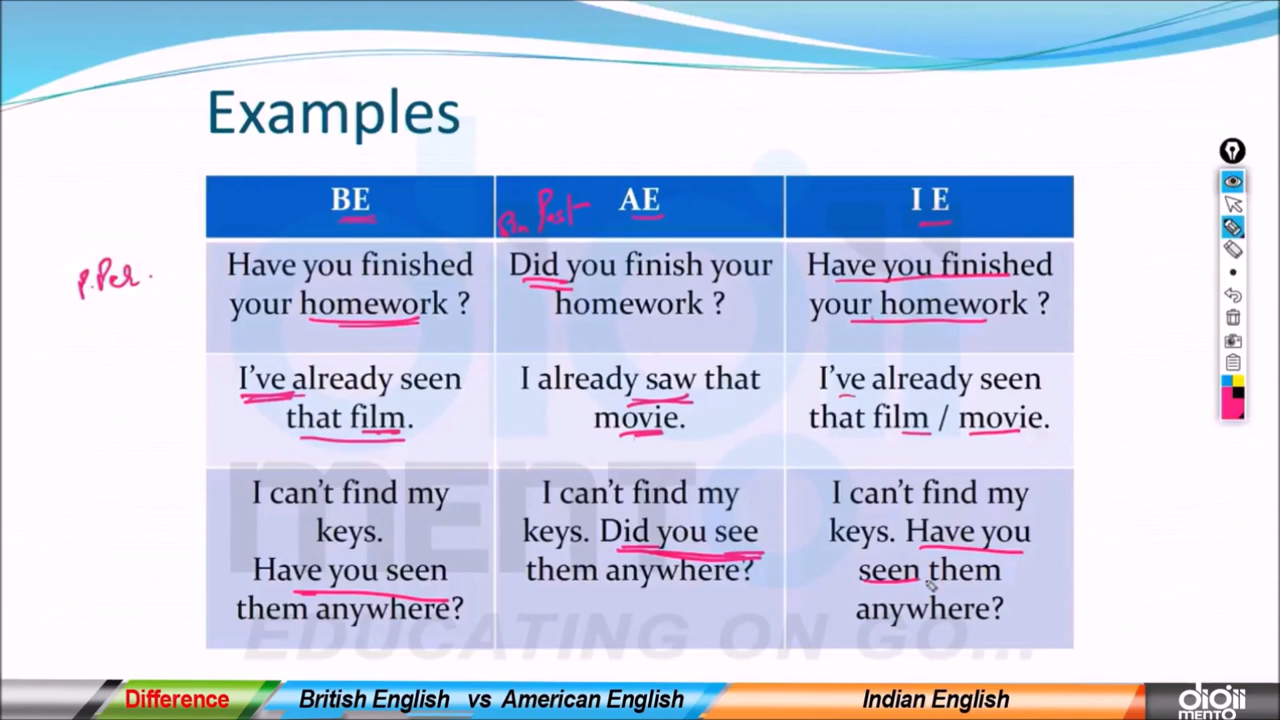 Examples
BE
AE
I E
Sim Past
P.Per.
Have you finished
your homework ?
Did you finish your
homework ?
Have you finished
your homework ?
I've already seen
that film.
I already saw that
movie.
I've already seen
that film / movie.
I can't find my
keys.
Have you seen
them anywhere?
I can't find my
keys. Did you see
them anywhere?
I can't find my
keys. Have you
seen them
anywhere?
EDUCATING ON GO...
Difference
British English vs American English
Indian English
digii
MENTO